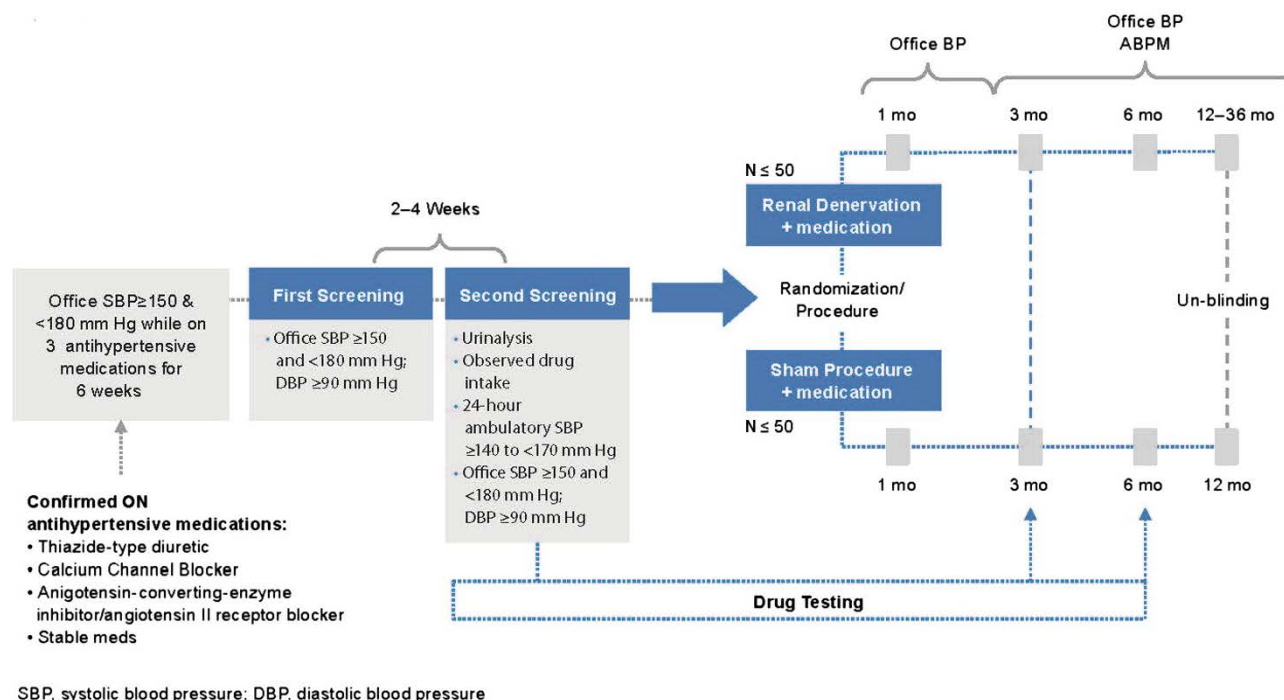 Office BP
Office BP
ABPM
1 mo
3 mo
6 mo
12–36 mo
N ≤ 50
Renal Denervation
+ medication
2–4 Weeks
Office SBP≥150 &
<180 mm Hg while on
3 antihypertensive
medications for
6 weeks
First Screening
• Office SBP ≥150
and <180 mm Hg;
DBP ≥90 mm Hg
Second Screening
• Urinalysis
• Observed drug
intake
• 24-hour
ambulatory SBP
≥140 to <170 mm Hg
• Office SBP ≥150 and
<180 mm Hg;
DBP ≥90 mm Hg
Randomization/
Procedure
Un-blinding
Sham Procedure
+ medication
N ≤ 50
1 mo
3 mo
6 mo
12 mo
Confirmed ON
antihypertensive medications:
• Thiazide-type diuretic
• Calcium Channel Blocker
• Anigotensin-converting-enzyme
inhibitor/angiotensin II receptor blocker
• Stable meds
Drug Testing
SBP, systolic blood pressure; DBP, diastolic blood pressure